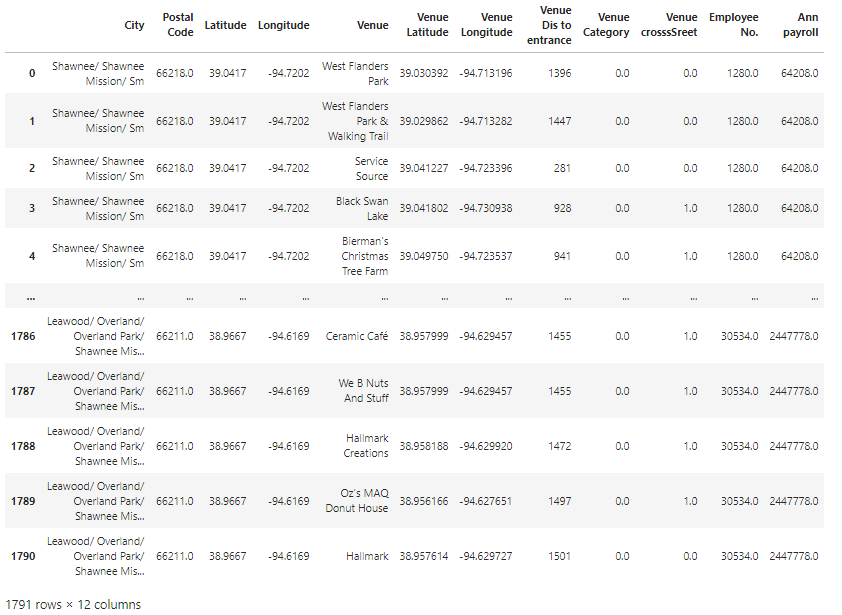 City Postal Code Latitude Longitude Venue Venue Latitude Venue Longitude Venue Dis to entrance Venue Category Venue crosssSreet Employee No. Ann payroll
0 Shawnee/ Shawnee Mission/ Sm 66218.0 39.0417 -94.7202 West Flanders Park 39.030392 -94.713196 1396 0.0 0.0 1280.0 64208.0
1 Shawnee/ Shawnee Mission/ Sm 66218.0 39.0417 -94.7202 West Flanders Park & Walking Trail 39.029862 -94.713282 1447 0.0 0.0 1280.0 64208.0
2 Shawnee/ Shawnee Mission/ Sm 66218.0 39.0417 -94.7202 Service Source 39.041227 -94.723396 281 0.0 0.0 1280.0 64208.0
3 Shawnee/ Shawnee Mission/ Sm 66218.0 39.0417 -94.7202 Black Swan Lake 39.041802 -94.730938 928 0.0 1.0 1280.0 64208.0
4 Shawnee/ Shawnee Mission/ Sm 66218.0 39.0417 -94.7202 Bierman's Christmas Tree Farm 39.049750 -94.723537 941 0.0 1.0 1280.0 64208.0
... ... ... ... ... ... ... ... ... ... ... ... ...
1786 Leawood/ Overland/ Overland Park/ Shawnee Mis... 66211.0 38.9667 -94.6169 Ceramic Café 38.957999 -94.629457 1455 0.0 1.0 30534.0 2447778.0
1787 Leawood/ Overland/ Overland Park/ Shawnee Mis... 66211.0 38.9667 -94.6169 We B Nuts And Stuff 38.957999 -94.629457 1455 0.0 1.0 30534.0 2447778.0
1788 Leawood/ Overland/ Overland Park/ Shawnee Mis... 66211.0 38.9667 -94.6169 Hallmark Creations 38.958188 -94.629920 1472 0.0 1.0 30534.0 2447778.0
1789 Leawood/ Overland/ Overland Park/ Shawnee Mis... 66211.0 38.9667 -94.6169 Oz's MAQ Donut House 38.956166 -94.627651 1497 0.0 1.0 30534.0 2447778.0
1790 Leawood/ Overland/ Overland Park/ Shawnee Mis... 66211.0 38.9667 -94.6169 Hallmark 38.957614 -94.629727 1501 0.0 0.0 30534.0 2447778.0
1791 rows × 12 columns